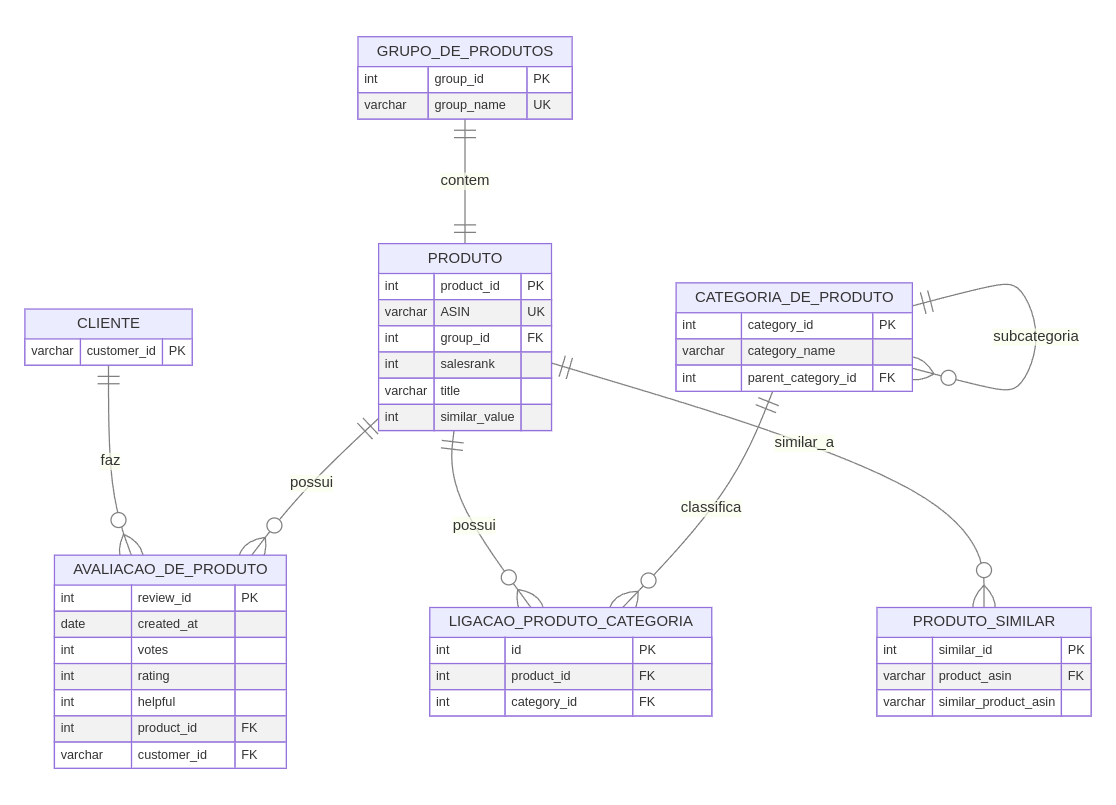 GRUPO_DE_PRODUTOS
int group_id PK
varchar group_name UK
contem
PRODUTO
int product_id PK
varchar ASIN UK
int group_id FK
int salesrank
varchar title
int similar_value
CATEGORIA_DE_PRODUTO
int category_id PK
varchar category_name
int parent_category_id FK
subcategoria
CLIENTE
varchar customer_id PK
similar_a
faz
possui
possui
classifica
AVALIACAO_DE_PRODUTO
int review_id PK
date created_at
int votes
int rating
int helpful
int product_id FK
varchar customer_id FK
LIGACAO_PRODUTO_CATEGORIA
int id PK
int product_id FK
int category_id FK
PRODUTO_SIMILAR
int similar_id PK
varchar product_asin FK
varchar similar_product_asin